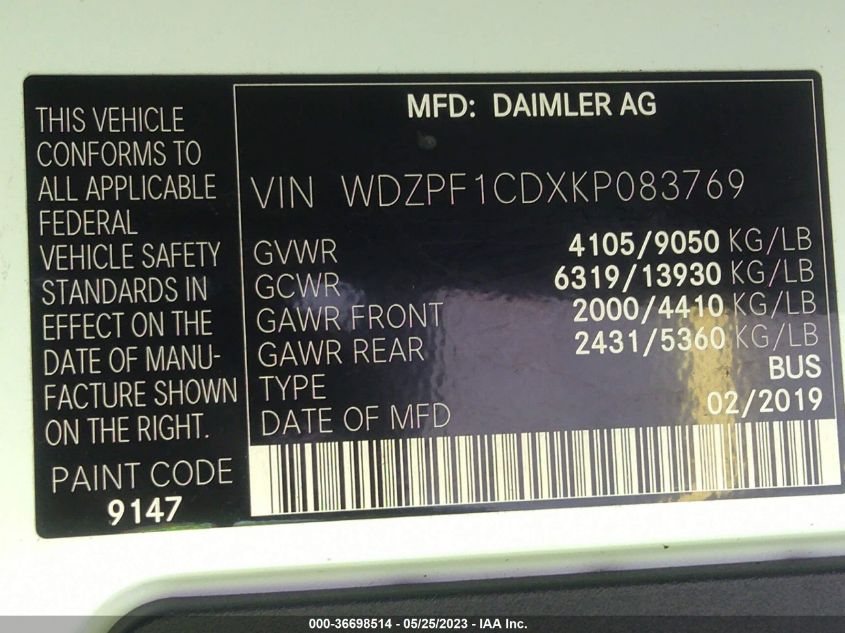 THIS VEHICLE
CONFORMS TO
ALL APPLICABLE
FEDERAL
VEHICLE SAFETY
STANDARDS IN
EFFECT ON THE
DATE OF MANU-
FACTURE SHOWN
ON THE RIGHT.
PAINT CODE
9147
MFD: DAIMLER AG
VIN WDZPF1CDXKP083769
GVWR 4105/9050 KG/LB
GCWR 6319/13930 KG/LB
GAWR FRONT 2000/4410 KG/LB
GAWR REAR 2431/5360 KG/LB
TYPE BUS
DATE OF MFD 02/2019
000-36698514 - 05/25/2023 - IAA Inc.